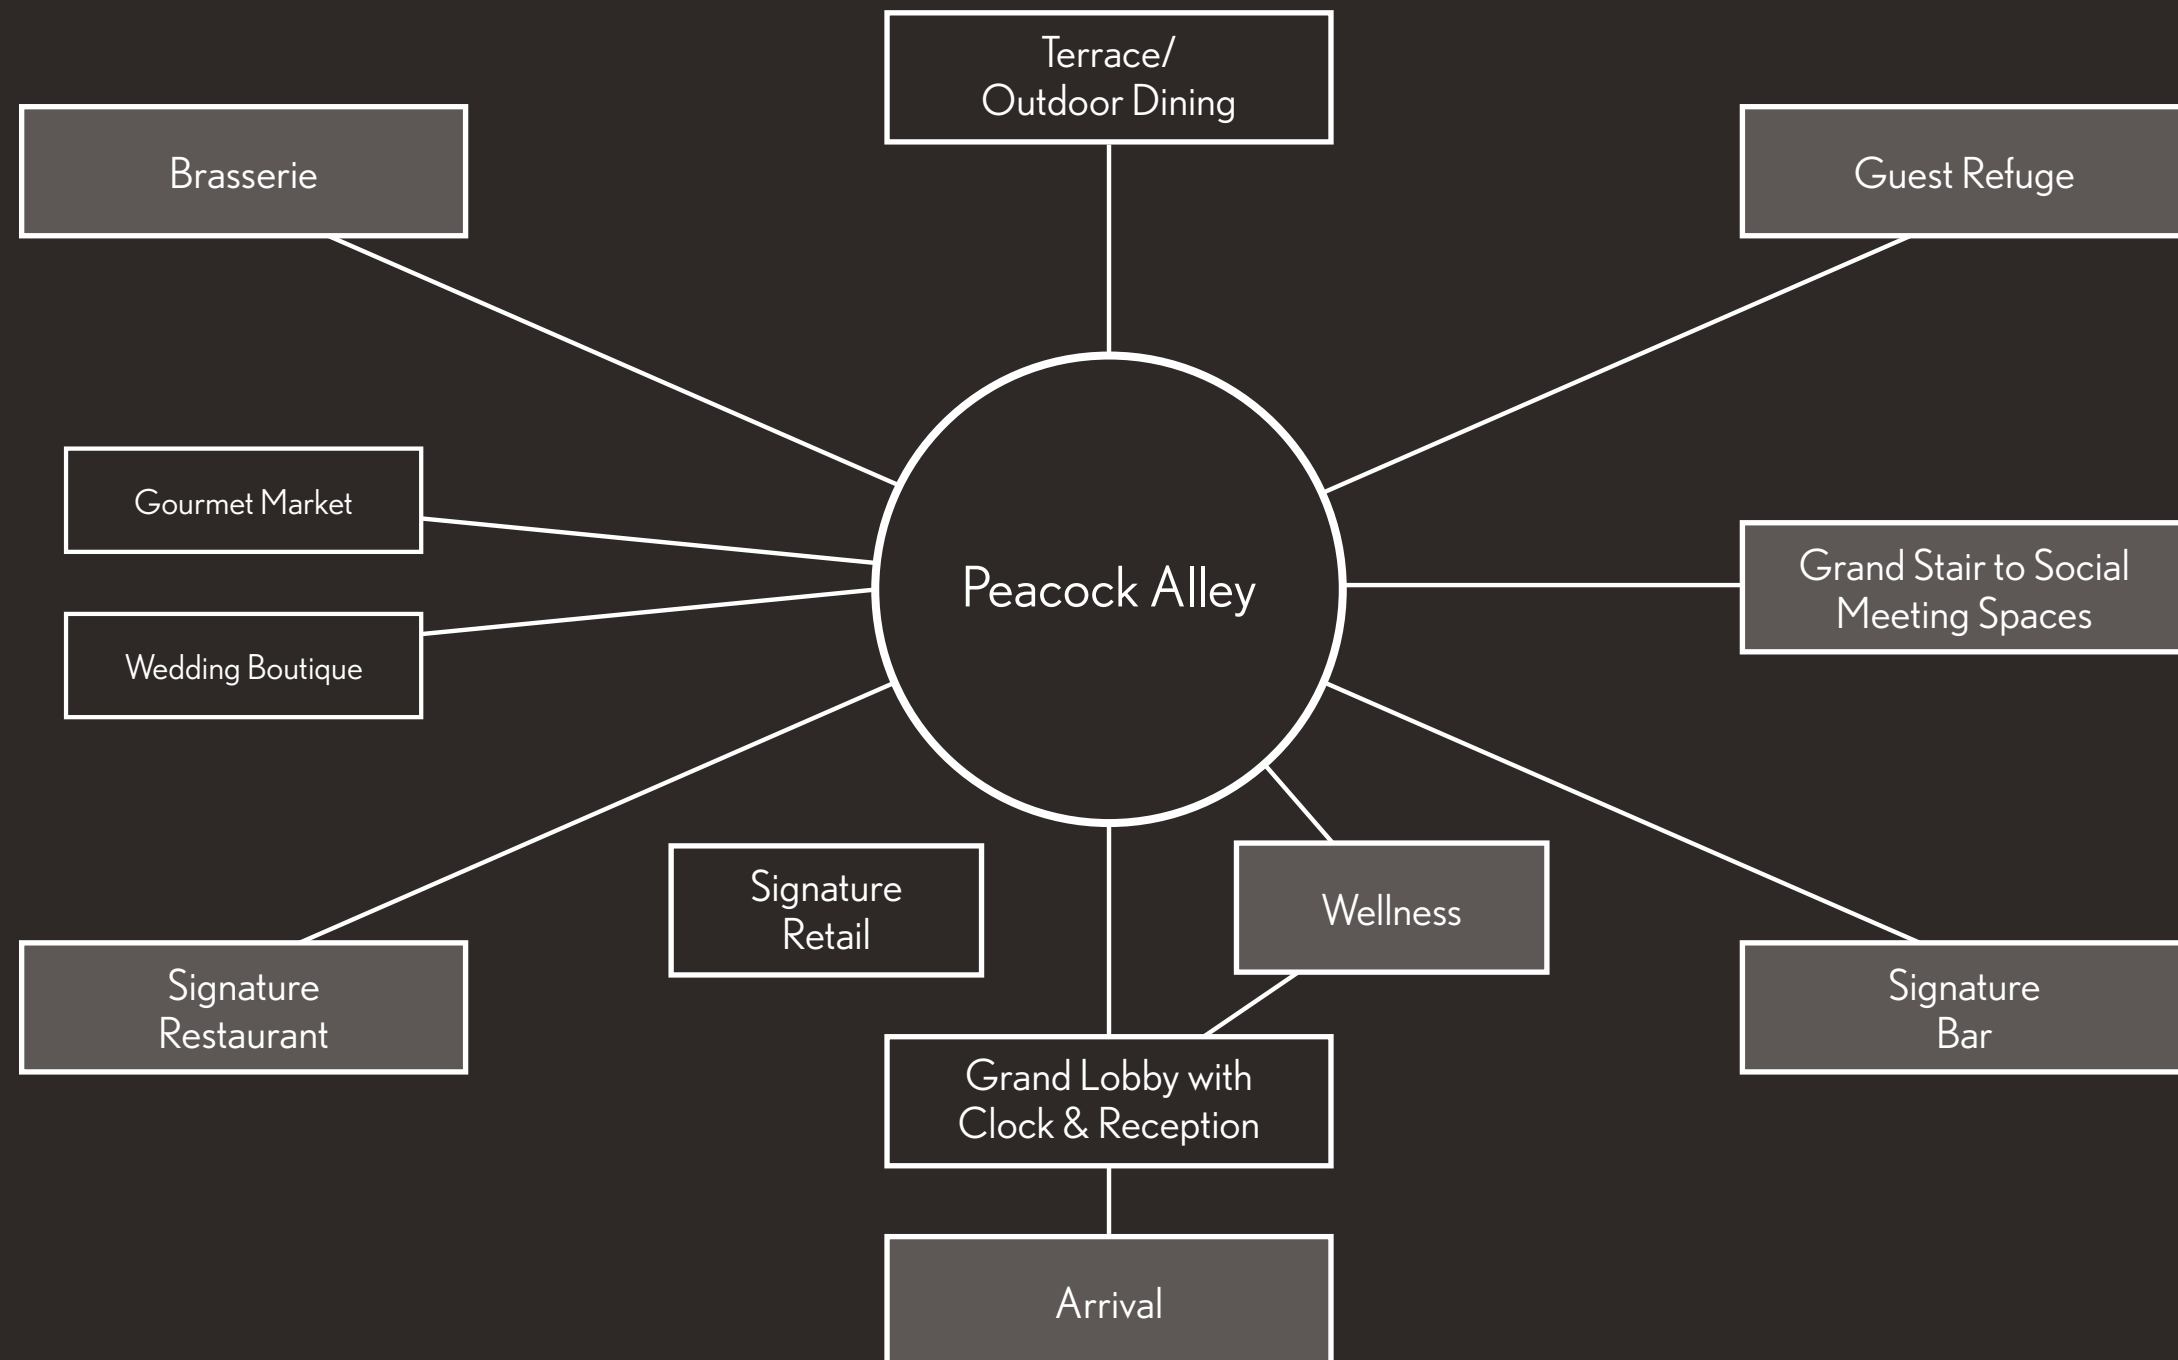 Terrace/
Outdoor Dining
Brasserie
Guest Refuge
Gourmet Market
Grand Stair to Social
Meeting Spaces
Peacock Alley
Wedding Boutique
Signature
Retail
Wellness
Signature
Restaurant
Signature
Bar
Grand Lobby with
Clock & Reception
Arrival